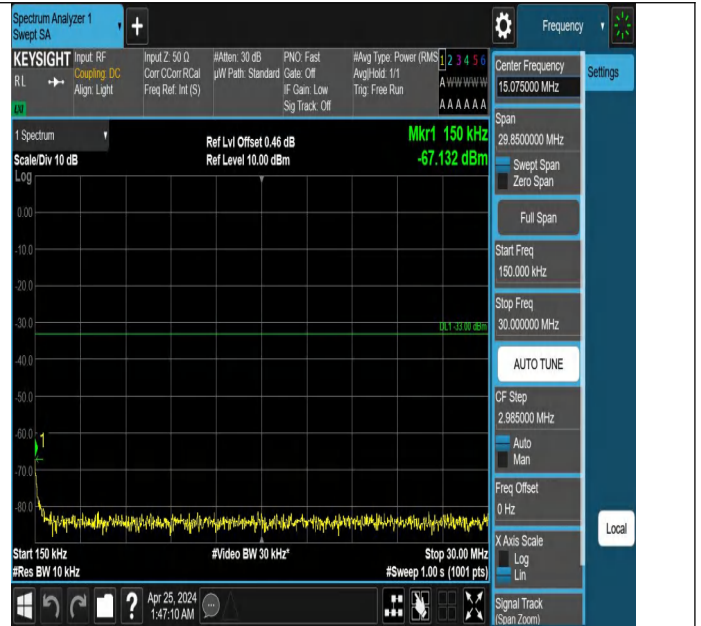 Spectrum Analyzer 1
Swept SA
Frequency
KEYSIGHT
RL
LXI
Input: RF
Coupling: DC
Align: Light
Input Z: 50 Ω
Corr CCorr RCal
Freq Ref: Int (S)
#Atten: 30 dB
µW Path: Standard
PNO: Fast
Gate: Off
IF Gain: Low
Sig Track: Off
#Avg Type: Power (RMS
Avg|Hold: 1/1
Trig: Free Run
1 2 3 4 5 6
A W W W W W
A A A A A A
1 Spectrum
Scale/Div 10 dB
Log
Ref Lvl Offset 0.46 dB
Ref Level 10.00 dBm
Mkr1 150 kHz
-67.132 dBm
0.00
-10.0
-20.0
-30.0
DL1 -33.00 dBm
-40.0
-50.0
-60.0
1
-70.0
-80.0
Start 150 kHz
#Res BW 10 kHz
#Video BW 30 kHz*
Stop 30.00 MHz
#Sweep 1.00 s (1001 pts)
Center Frequency
15.075000 MHz
Settings
Span
29.8500000 MHz
Swept Span
Zero Span
Full Span
Start Freq
150.000 kHz
Stop Freq
30.000000 MHz
AUTO TUNE
CF Step
2.985000 MHz
Auto
Man
Freq Offset
0 Hz
X Axis Scale
Log
Lin
Local
Signal Track
(Span Zoom)
?
Apr 25, 2024
1:47:10 AM